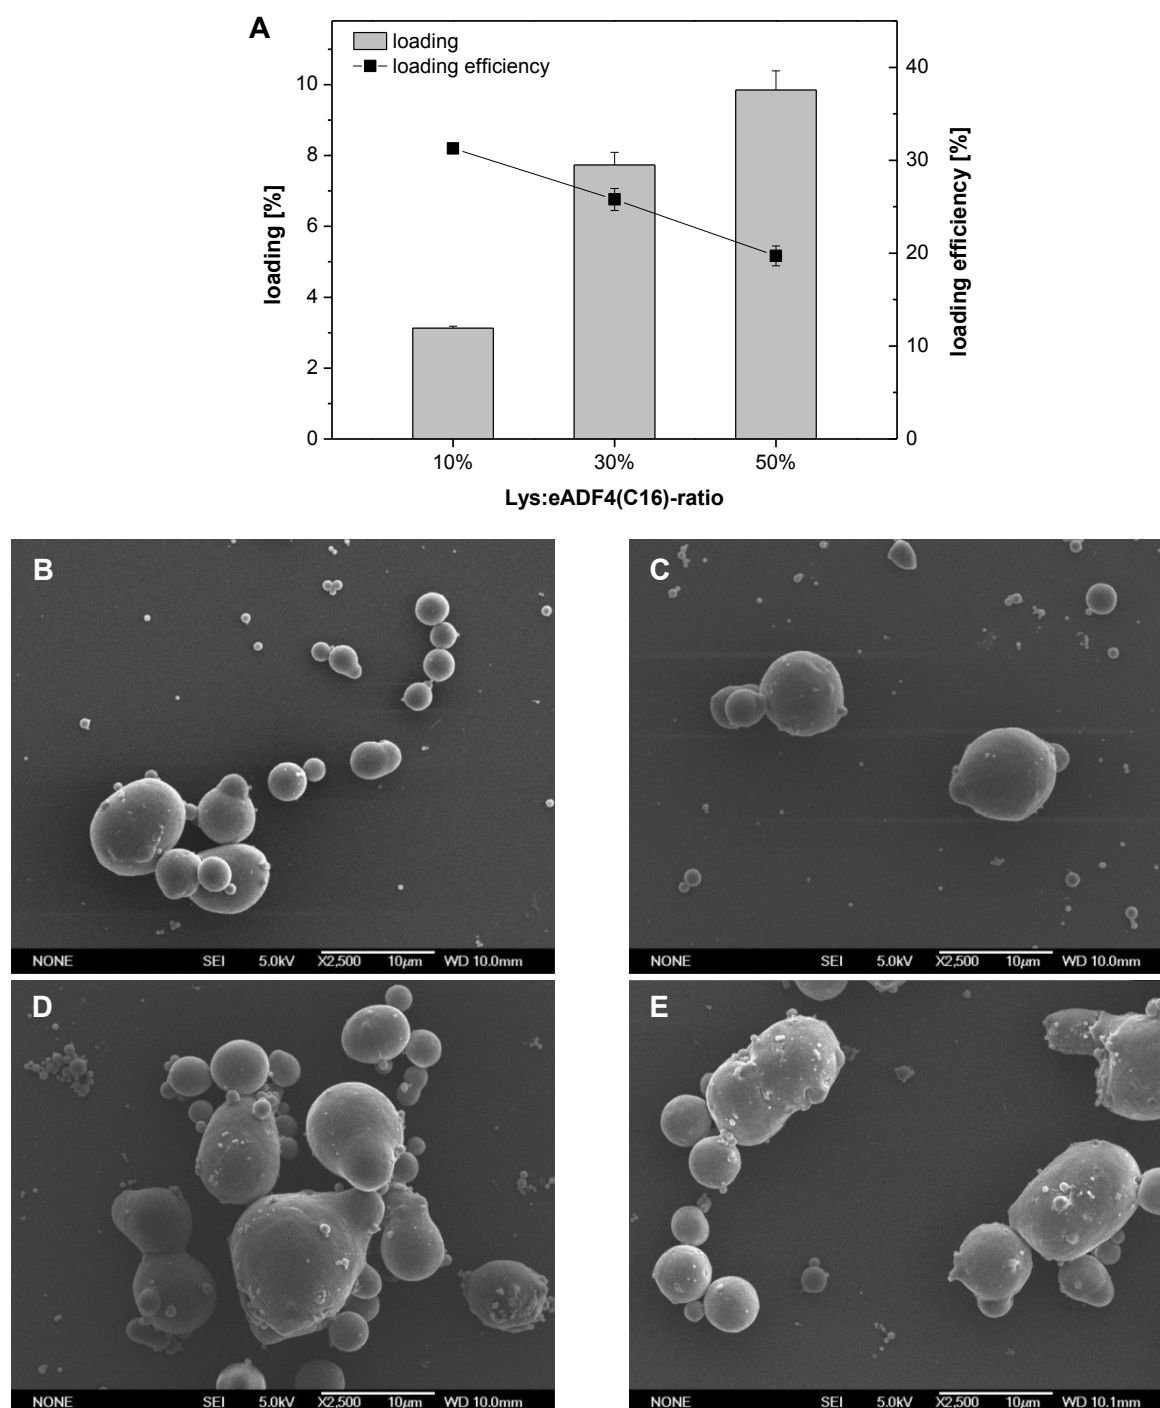 A
loading
loading efficiency
loading [%]
0
2
4
6
8
10
loading efficiency [%]
0
10
20
30
40
10% 30% 50%
Lys:eADF4(C16)-ratio
B
NONE SEI 5.0kV X2,500 10μm WD 10.0mm
C
NONE SEI 5.0kV X2,500 10μm WD 10.0mm
D
NONE SEI 5.0kV X2,500 10μm WD 10.0mm
E
NONE SEI 5.0kV X2,500 10μm WD 10.1mm